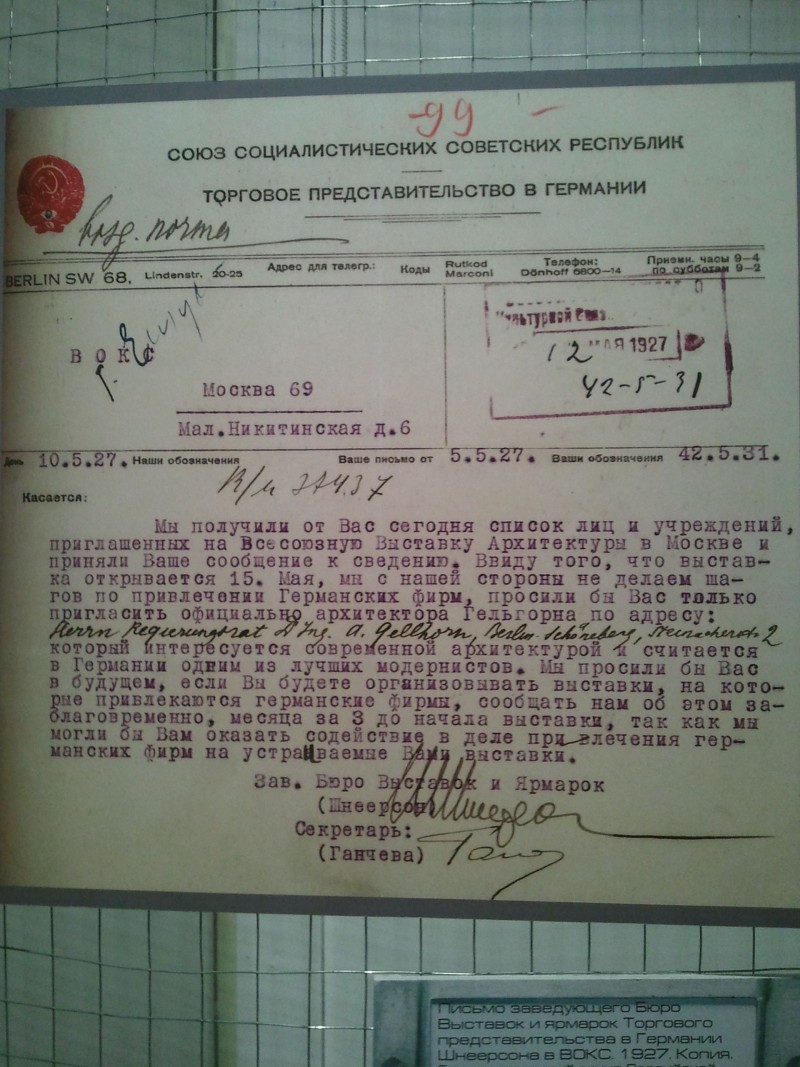 -99 -
СОЮЗ СОЦИАЛИСТИЧЕСКИХ СОВЕТСКИХ РЕСПУБЛИК
ТОРГОВОЕ ПРЕДСТАВИТЕЛЬСТВО В ГЕРМАНИИ
BERLIN SW 68, Lindenstr. 20-25 Адрес для телегр.: Коды Rutkod Marconi Телефон: Dönhoff 6600-14 Приемн. часы 9-4 по субботам 9-2
12 МАЯ 1927
42-5-31
ВОКС
Москва 69
Мал.Никитинская д.6
День 10.5.27. Наши обозначения Ваше письмо от 5.5.27. Ваши обозначения 42.5.31.
Касается:
Мы получили от Вас сегодня список лиц и учреждений,
приглашенных на Всесоюзную Выставку Архитектуры в Москве и
приняли Ваше сообщение к сведению. Ввиду того, что выстав-
ка открывается 15. Мая, мы с нашей стороны не делаем ша-
гов по привлечении Германских фирм, просили бы Вас только
пригласить официально архитектора Гельгорна по адресу:
Herrn Regierungsrat Dr Ing. A. Gellhorn, Berlin-Schöneberg,
который интересуется современной архитектурой и считается
в Германии одним из лучших модернистов. Мы просили бы Вас
в будущем, если Вы будете организовывать выставки, на кото-
рые привлекаются германские фирмы, сообщать нам об этом за-
благовременно, месяца за 3 до начала выставки, так как мы
могли бы Вам оказать содействие в деле привлечения гер-
манских фирм на устраиваемые Вами выставки.
Зав. Бюро Выставок и Ярмарок
(Шнеерсон)
Секретарь:
(Ганчева)
Письмо заведующего Бюро
Выставок и ярмарок Торгового
представительства в Германии
Шнеерсона в ВОКС. 1927. Копия.